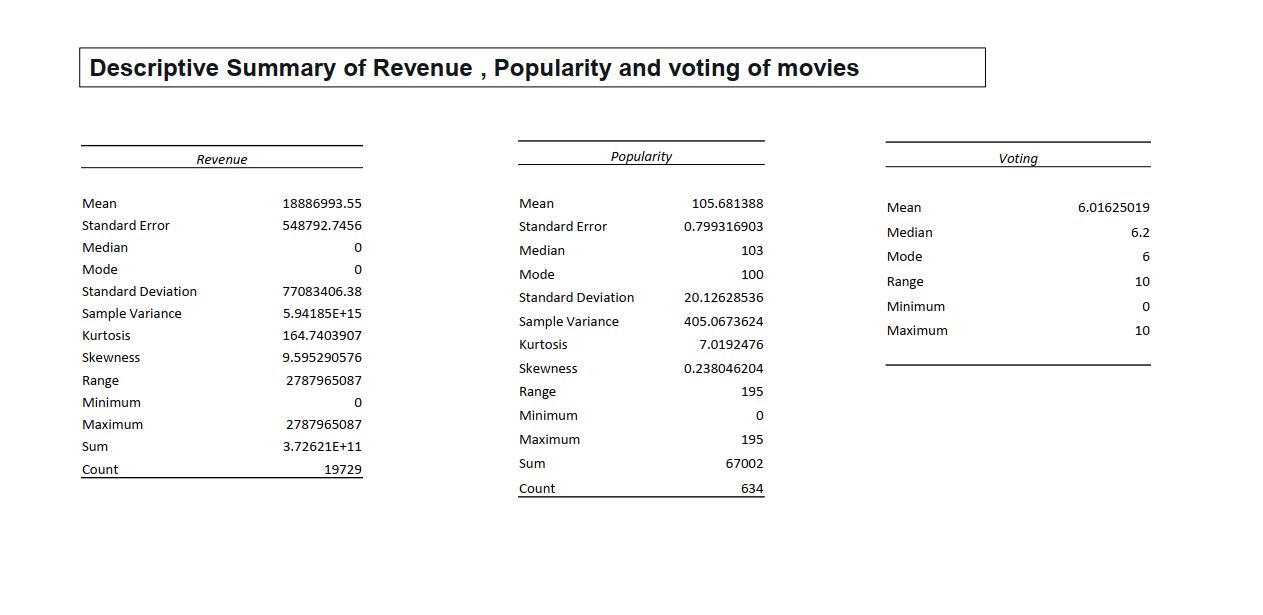 Descriptive Summary of Revenue , Popularity and voting of movies
Revenue
Mean 18886993.55
Standard Error 548792.7456
Median 0
Mode 0
Standard Deviation 77083406.38
Sample Variance 5.94185E+15
Kurtosis 164.7403907
Skewness 9.595290576
Range 2787965087
Minimum 0
Maximum 2787965087
Sum 3.72621E+11
Count 19729
Popularity
Mean 105.681388
Standard Error 0.799316903
Median 103
Mode 100
Standard Deviation 20.12628536
Sample Variance 405.0673624
Kurtosis 7.0192476
Skewness 0.238046204
Range 195
Minimum 0
Maximum 195
Sum 67002
Count 634
Voting
Mean 6.01625019
Median 6.2
Mode 6
Range 10
Minimum 0
Maximum 10